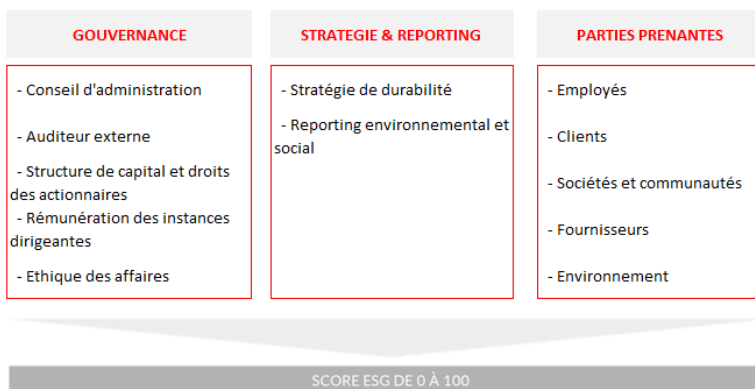 GOUVERNANCE
- Conseil d'administration
- Auditeur externe
- Structure de capital et droits
des actionnaires
- Rémunération des instances
dirigeantes
- Ethique des affaires
STRATEGIE & REPORTING
- Stratégie de durabilité
- Reporting environnemental et
social
PARTIES PRENANTES
- Employés
- Clients
- Sociétés et communautés
- Fournisseurs
- Environnement
SCORE ESG DE 0 À 100